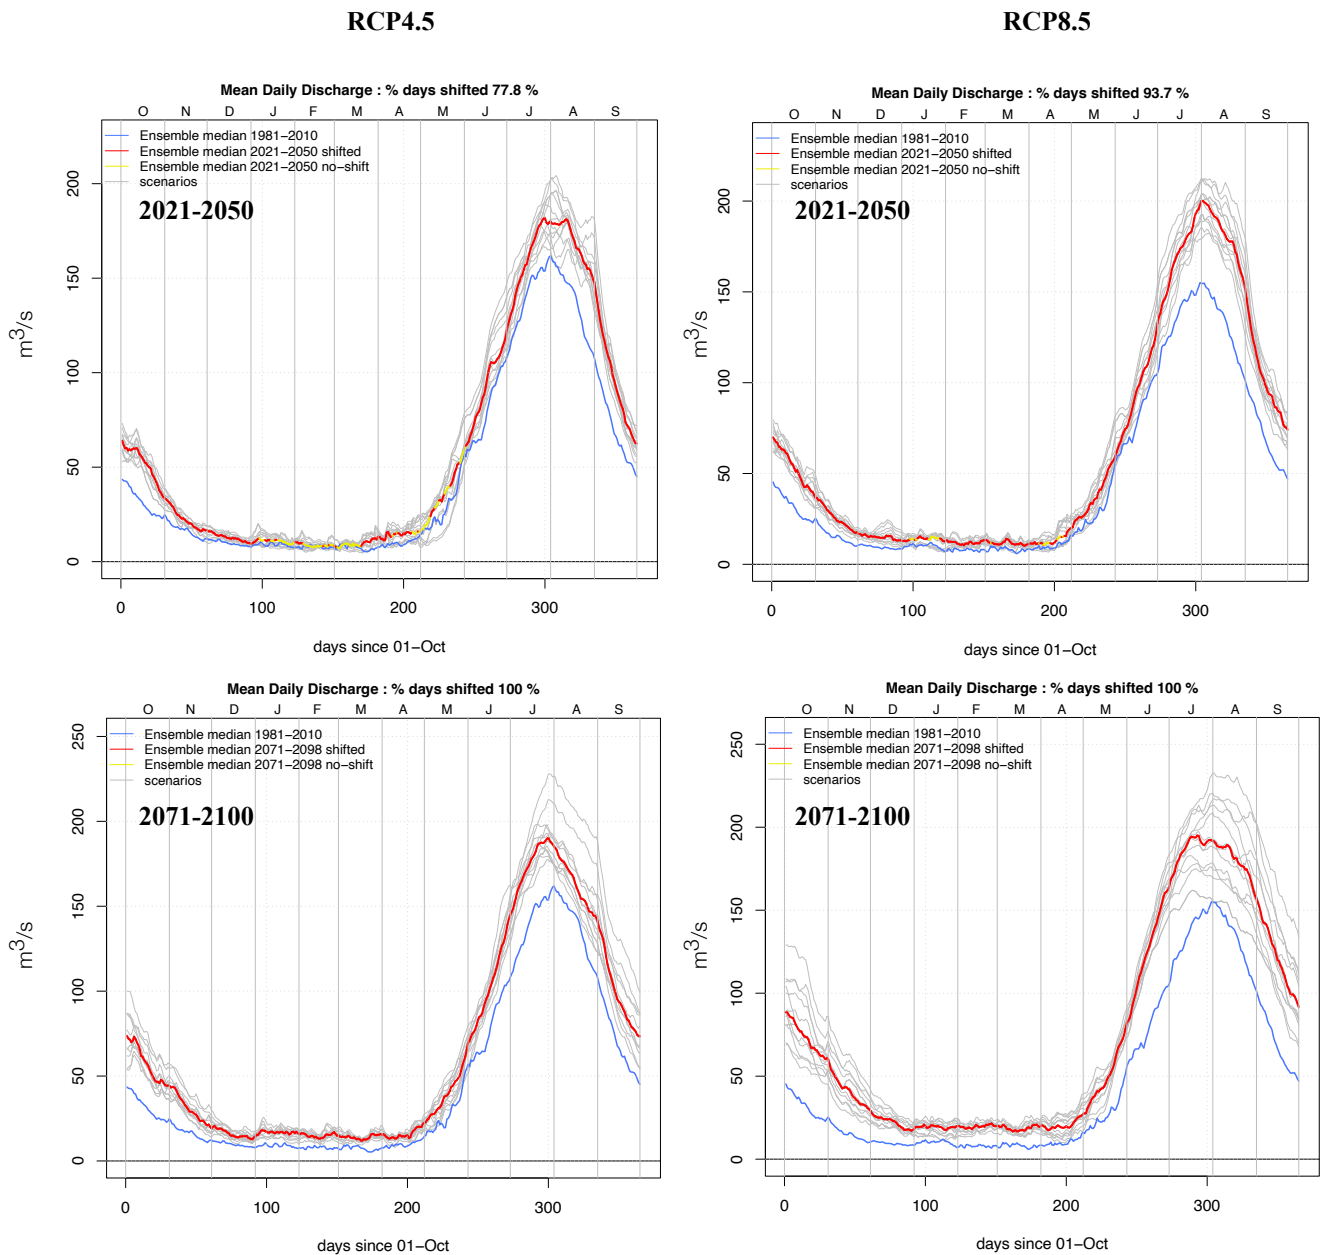 RCP4.5
RCP8.5
Mean Daily Discharge : % days shifted 77.8 %
O N D J F M A M J J A S
Ensemble median 1981−2010
Ensemble median 2021−2050 shifted
Ensemble median 2021−2050 no−shift
scenarios
2021-2050
m3/s
200
150
100
50
0
0 100 200 300
days since 01−Oct
Mean Daily Discharge : % days shifted 93.7 %
O N D J F M A M J J A S
Ensemble median 1981−2010
Ensemble median 2021−2050 shifted
Ensemble median 2021−2050 no−shift
scenarios
2021-2050
m3/s
200
150
100
50
0
0 100 200 300
days since 01−Oct
Mean Daily Discharge : % days shifted 100 %
O N D J F M A M J J A S
Ensemble median 1981−2010
Ensemble median 2071−2098 shifted
Ensemble median 2071−2098 no−shift
scenarios
2071-2100
m3/s
250
200
150
100
50
0
0 100 200 300
days since 01−Oct
Mean Daily Discharge : % days shifted 100 %
O N D J F M A M J J A S
Ensemble median 1981−2010
Ensemble median 2071−2098 shifted
Ensemble median 2071−2098 no−shift
scenarios
2071-2100
m3/s
250
200
150
100
50
0
0 100 200 300
days since 01−Oct